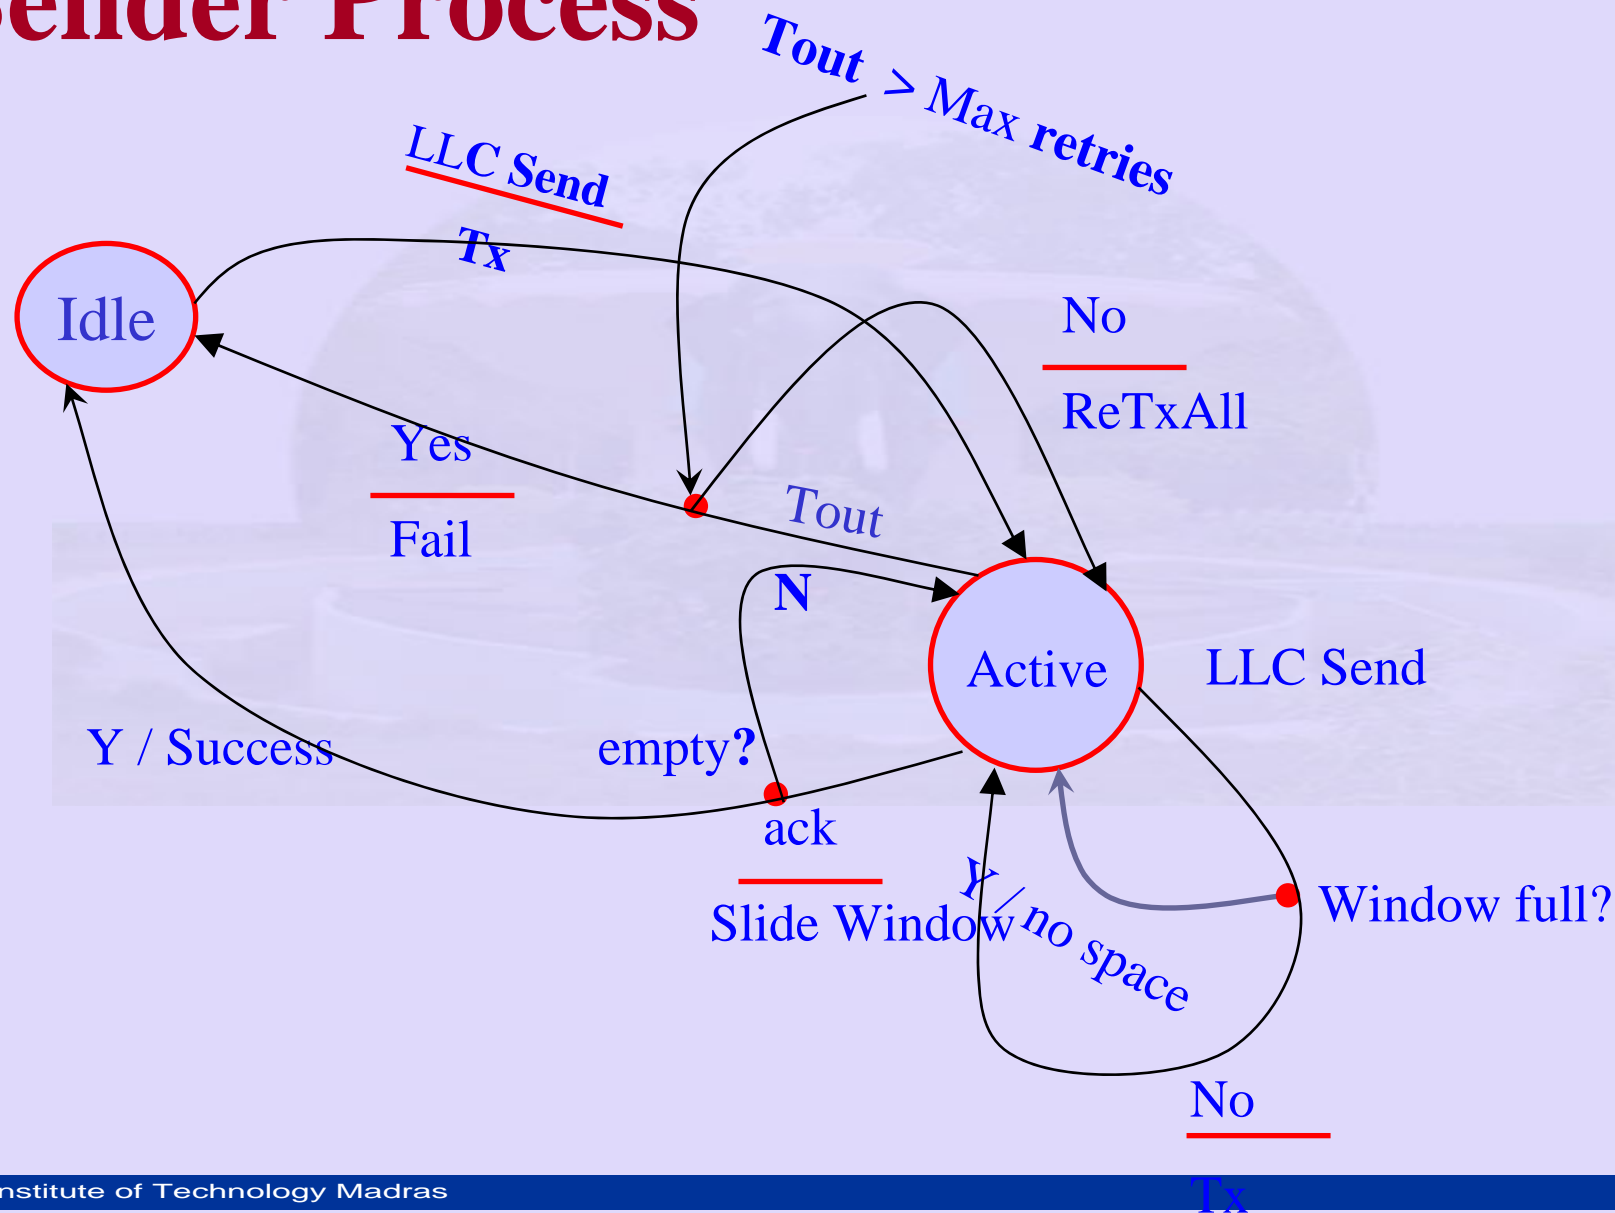 Sender Process
Tout > Max retries
LLC Send
Tx
Idle
No
ReTxAll
Yes
Fail
Tout
N
Active
LLC Send
Y / Success
empty?
ack
Slide Window
Y / no space
Window full?
No
Tx
nstitute of Technology Madras